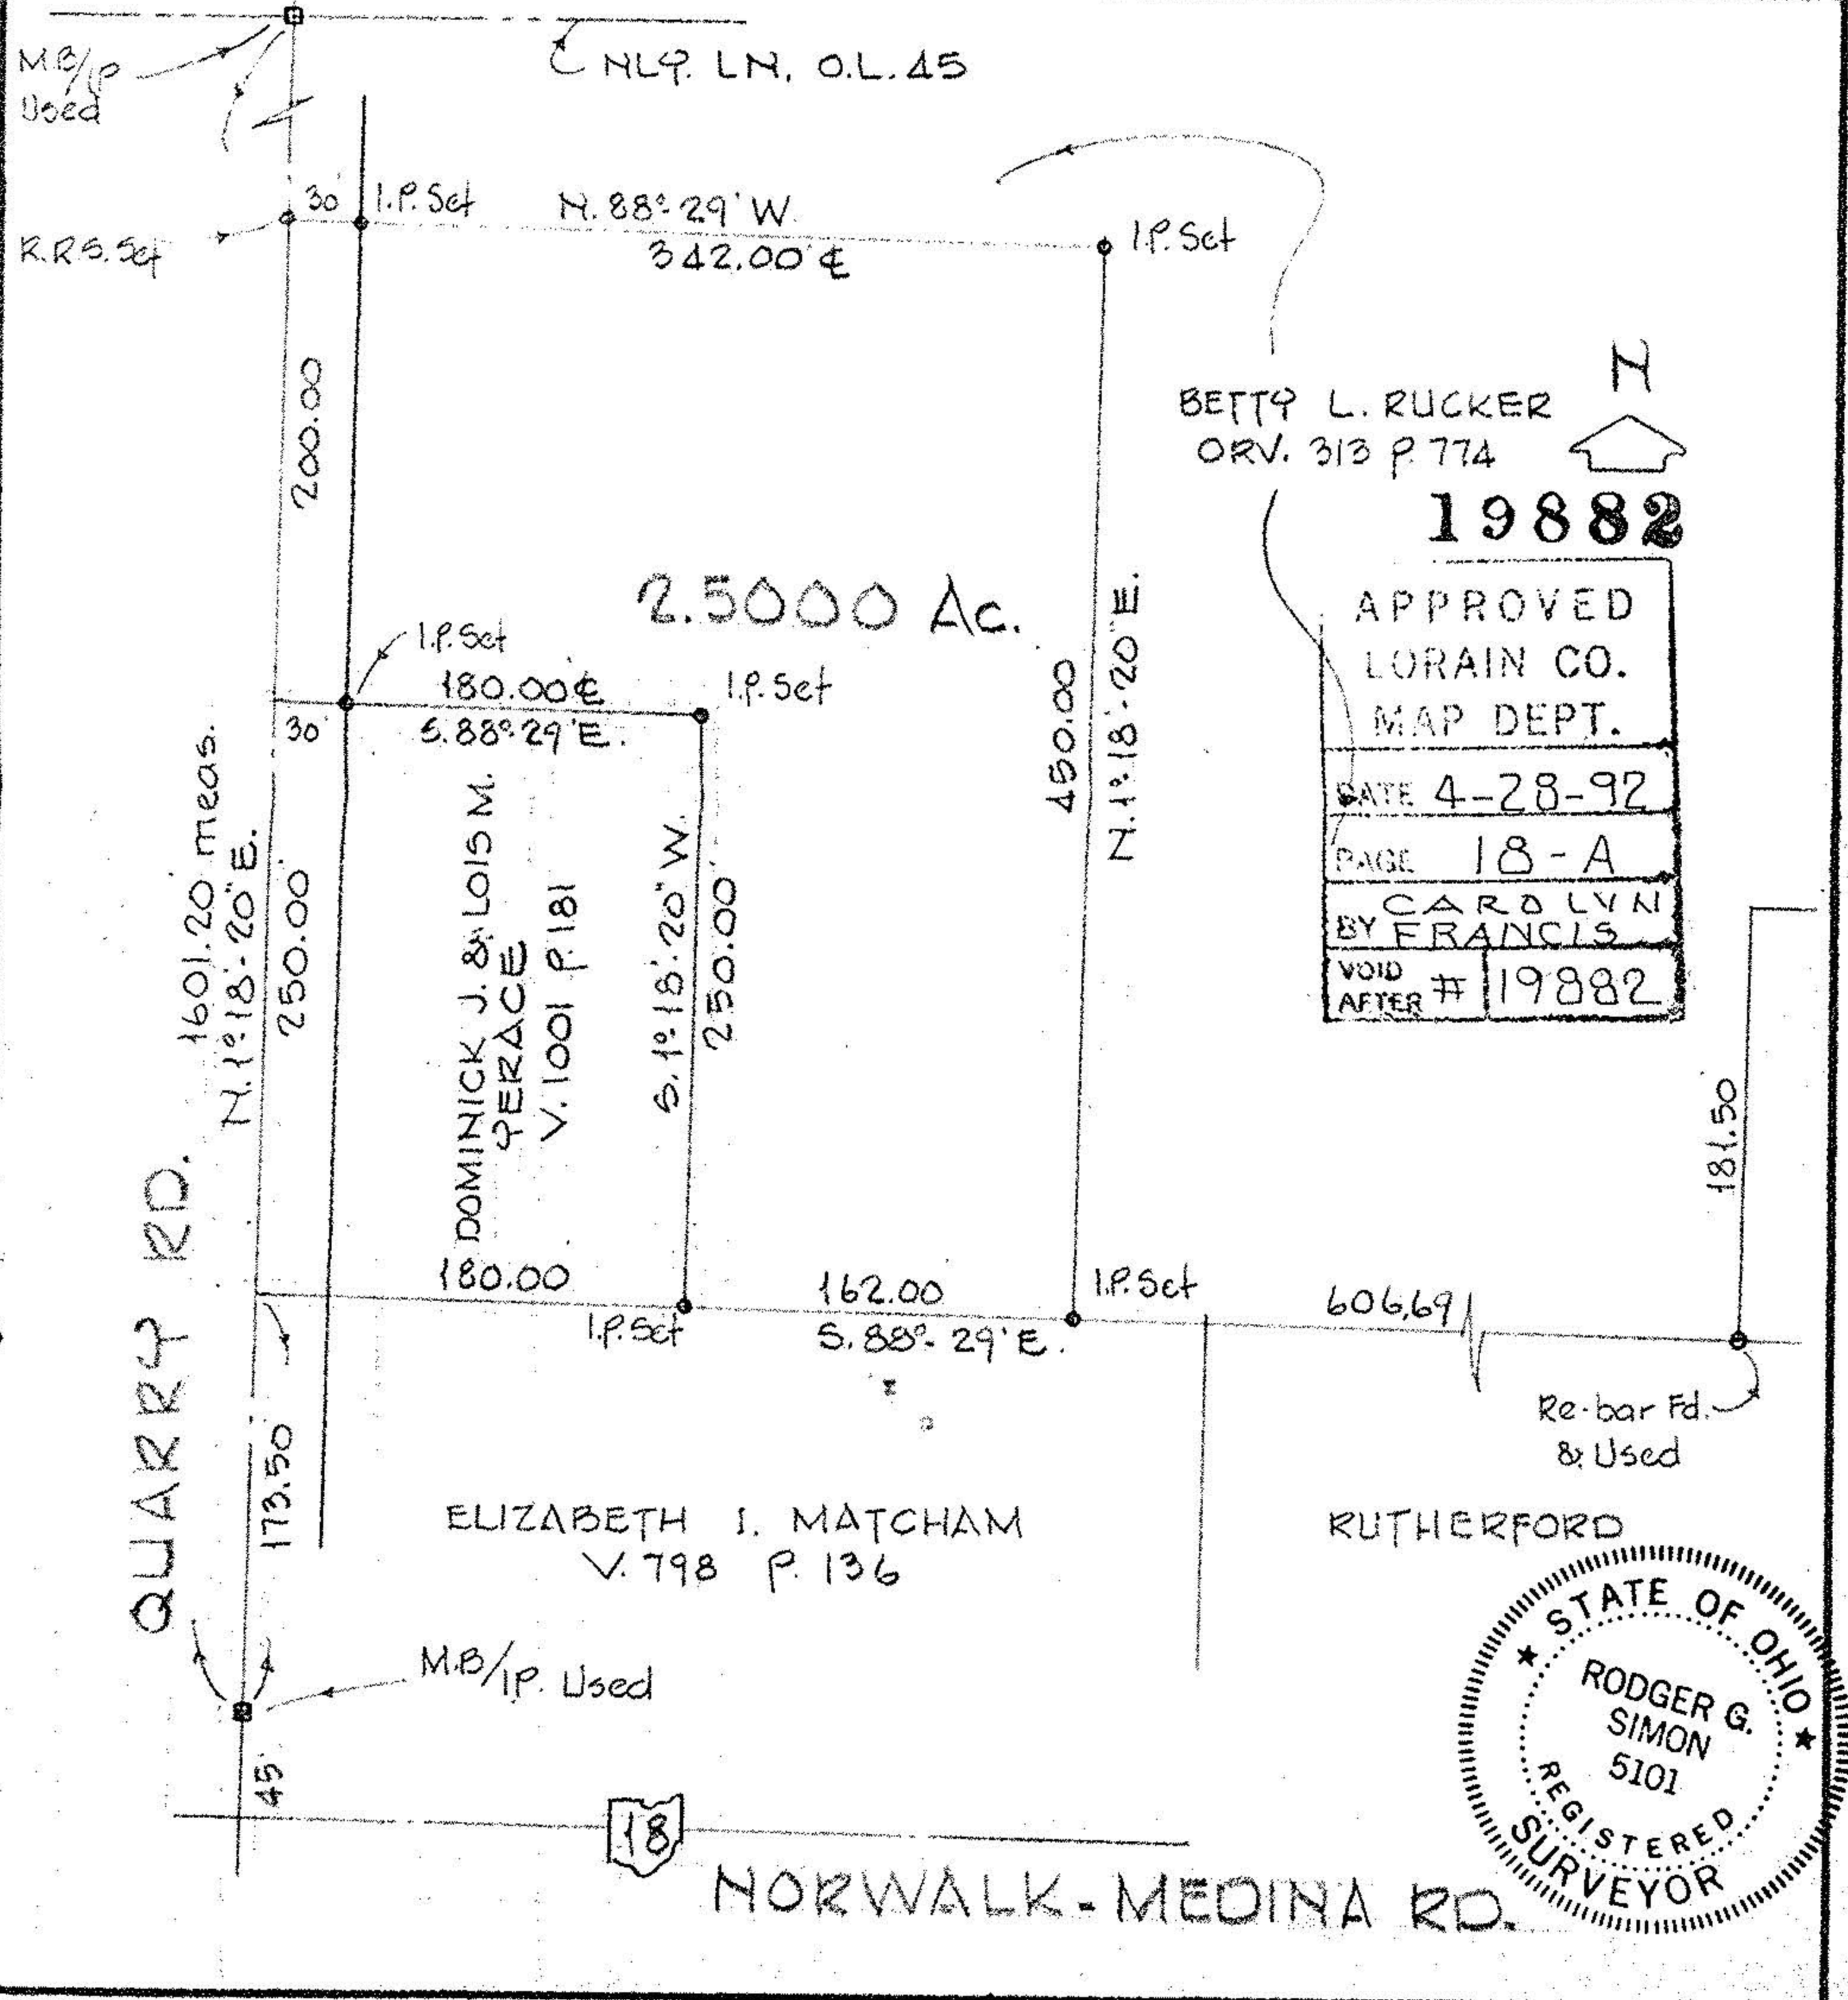 M.B/IP
Used
NLY. LN. O.L. 45
30'
I.P. Set
N. 88°-29' W.
342.00' ℄
I.P. Set
R.R.S. Set
200.00
BETTY L. RUCKER
ORV. 313 P. 774
N
19882
2.5000 Ac.
APPROVED
LORAIN CO.
MAP DEPT.
DATE 4-28-92
PAGE 18-A
BY CAROLYN
FRANCIS
VOID
AFTER # 19882
I.P. Set
180.00 ℄
S. 88°-29' E.
I.P. Set
30'
450.00
N. 1°-18'-20" E.
1601.20 meas.
N. 1°-18'-20" E.
250.00
DOMINICK J. & LOIS M.
YERACE
V. 1001 P. 181
S. 1°-18'-20" W.
250.00
181.50
180.00
I.P. Set
162.00
S. 88°-29' E.
I.P. Set
606.69
Re-bar Fd.
& Used
QUARRY RD.
173.50
ELIZABETH I. MATCHAM
V. 798 P. 136
RUTHERFORD
M.B/IP. Used
45'
18
NORWALK-MEDINA RD.
STATE OF OHIO
RODGER G.
SIMON
5101
REGISTERED
SURVEYOR